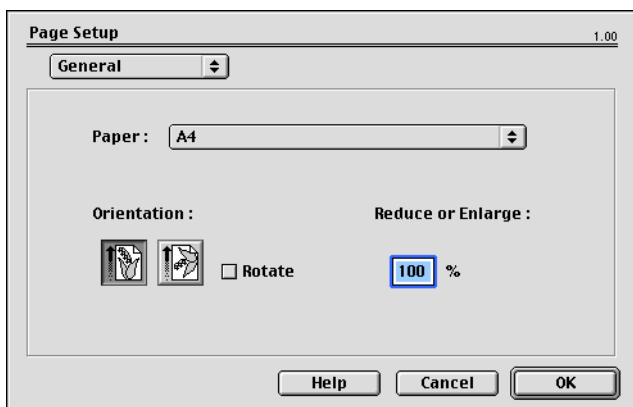 Page Setup 1.00
General
Paper : A4
Orientation : Reduce or Enlarge :
Rotate 100 %
Help Cancel OK